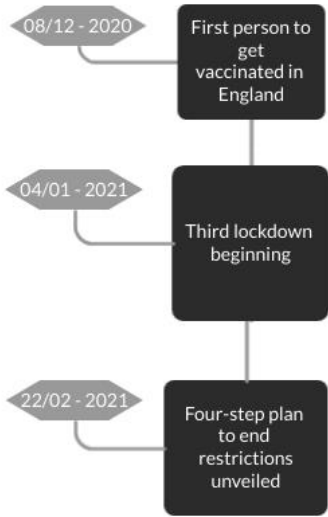 08/12 - 2020
First person to
get
vaccinated in
England
04/01 - 2021
Third lockdown
beginning
22/02 - 2021
Four-step plan
to end
restrictions
unveiled